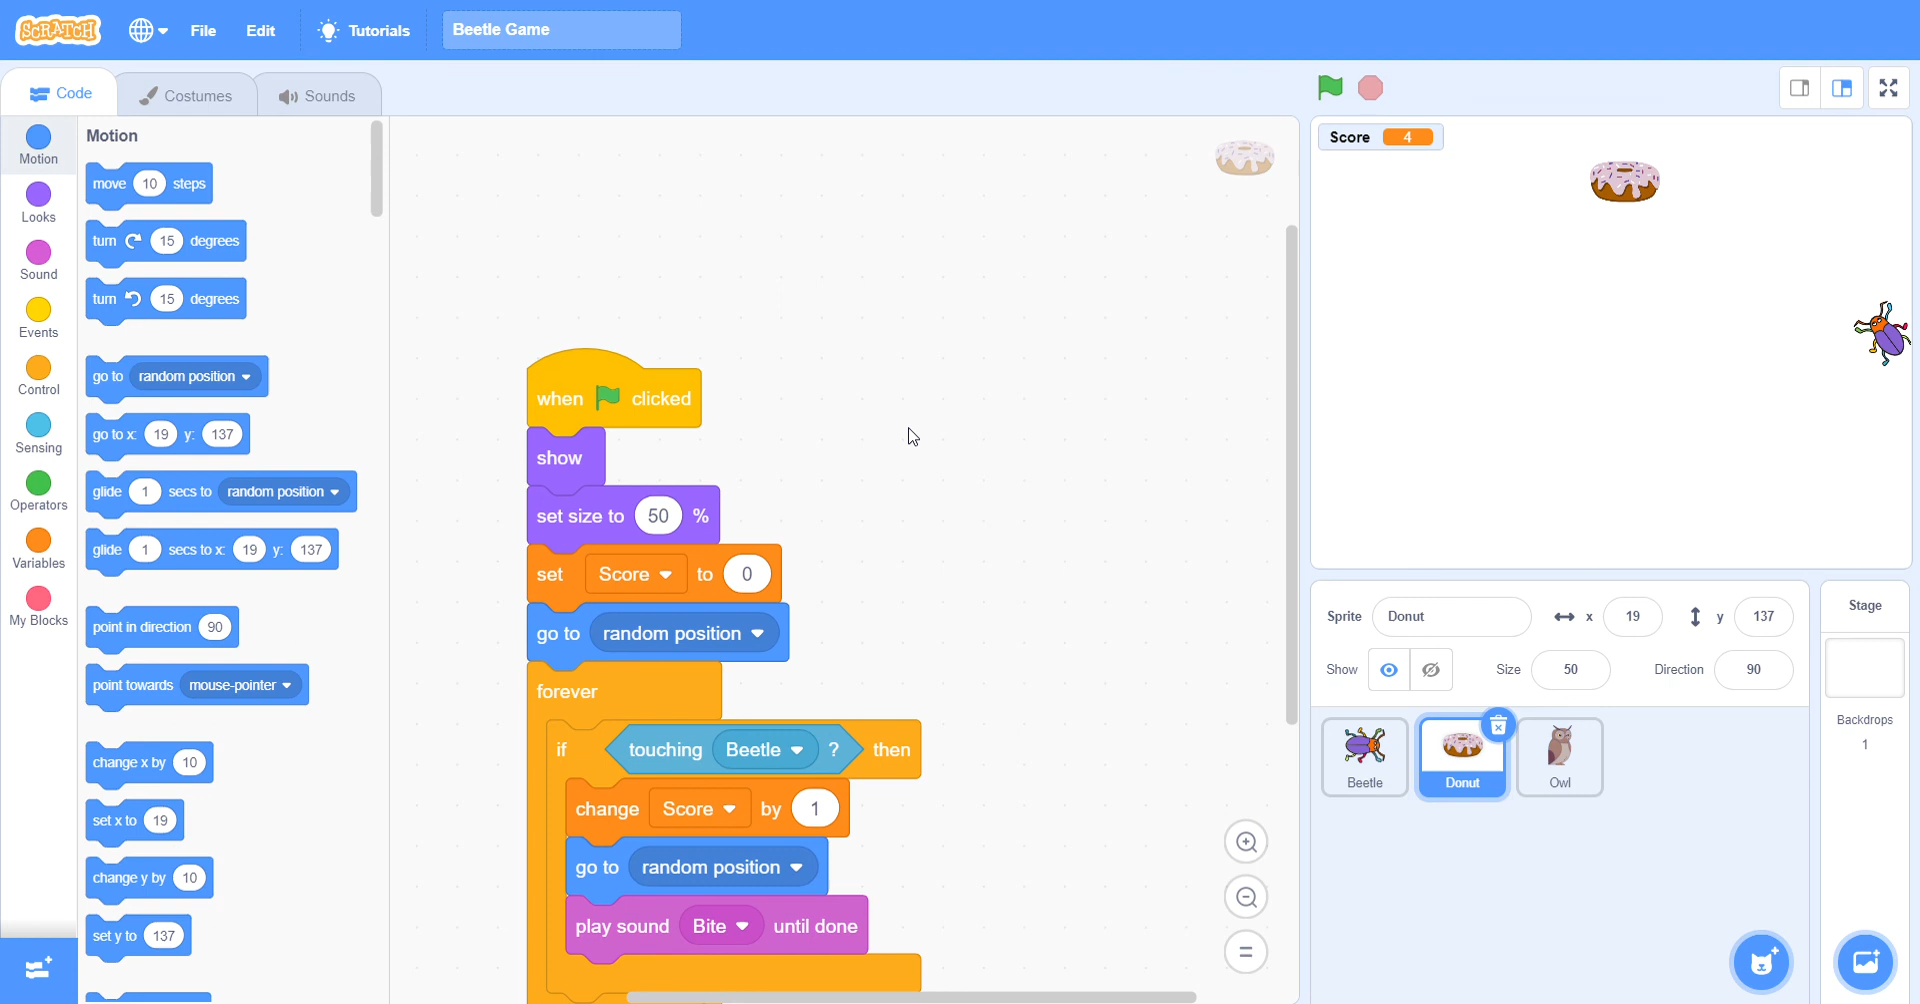 SCRATCH File Edit Tutorials Beetle Game
Code Costumes Sounds
Motion
Looks
Sound
Events
Control
Sensing
Operators
Variables
My Blocks
Motion
move 10 steps
turn 15 degrees
turn 15 degrees
go to random position
go to x: 19 y: 137
glide 1 secs to random position
glide 1 secs to x: 19 y: 137
point in direction 90
point towards mouse-pointer
change x by 10
set x to 19
change y by 10
set y to 137
when clicked
show
set size to 50 %
set Score to 0
go to random position
forever
if touching Beetle ? then
change Score by 1
go to random position
play sound Bite until done
Score 4
Sprite Donut x 19 y 137
Show Size 50 Direction 90
Beetle
Donut
Owl
Stage
Backdrops
1